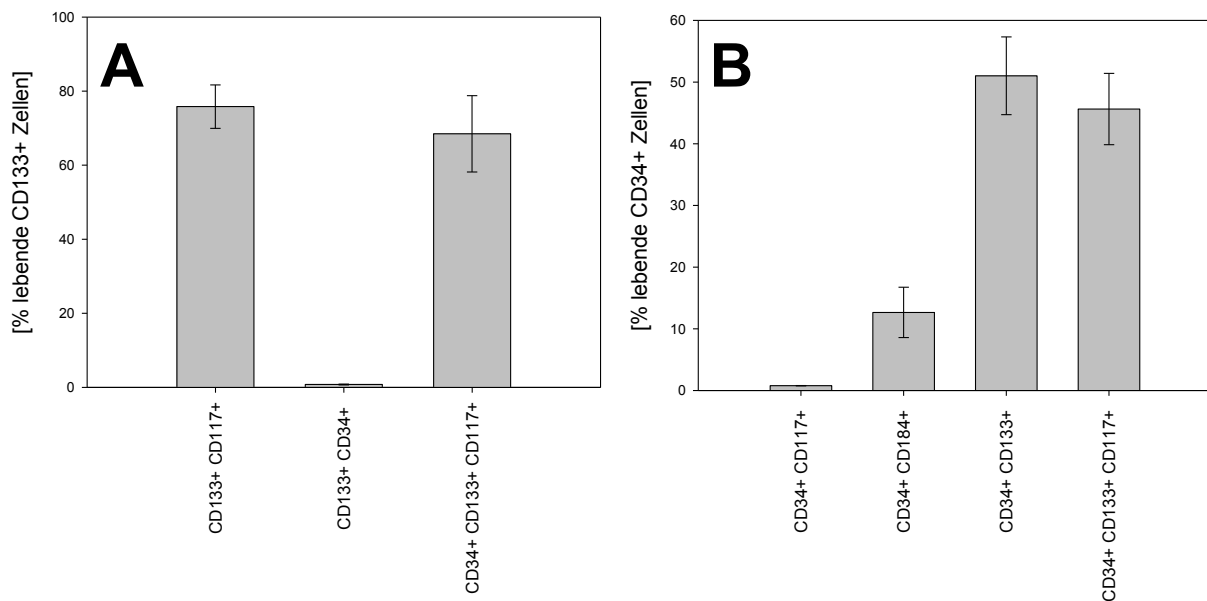 A
[% lebende CD133+ Zellen]
100
80
60
40
20
0
CD133+ CD117+
CD133+ CD34+
CD34+ CD133+ CD117+
B
[% lebende CD34+ Zellen]
60
50
40
30
20
10
0
CD34+ CD117+
CD34+ CD184+
CD34+ CD133+
CD34+ CD133+ CD117+